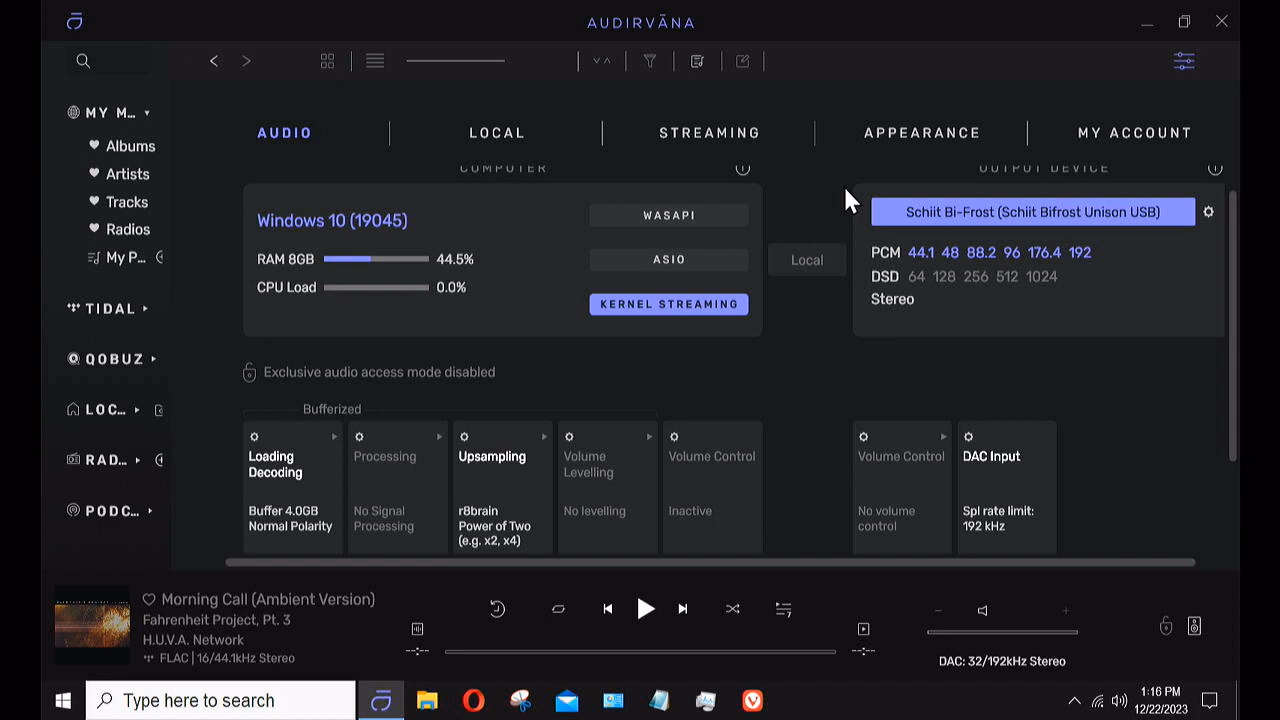 AUDIRVĀNA
AUDIO
LOCAL
STREAMING
APPEARANCE
MY ACCOUNT
MY M...
Albums
Artists
Tracks
Radios
My P...
TIDAL
QOBUZ
LOC...
RAD...
PODC...
COMPUTER
Windows 10 (19045)
RAM 8GB 44.5%
CPU Load 0.0%
WASAPI
ASIO
KERNEL STREAMING
Local
OUTPUT DEVICE
Schiit Bi-Frost (Schiit Bifrost Unison USB)
PCM 44.1 48 88.2 96 176.4 192
DSD 64 128 256 512 1024
Stereo
Exclusive audio access mode disabled
Bufferized
Loading
Decoding
Buffer 4.0GB
Normal Polarity
Processing
No Signal
Processing
Upsampling
r8brain
Power of Two
(e.g. x2, x4)
Volume
Levelling
No levelling
Volume Control
Inactive
Volume Control
No volume
control
DAC Input
Spl rate limit:
192 kHz
Morning Call (Ambient Version)
Fahrenheit Project, Pt. 3
H.U.V.A. Network
FLAC | 16/44.1kHz Stereo
DAC: 32/192kHz Stereo
Type here to search
1:16 PM
12/22/2023